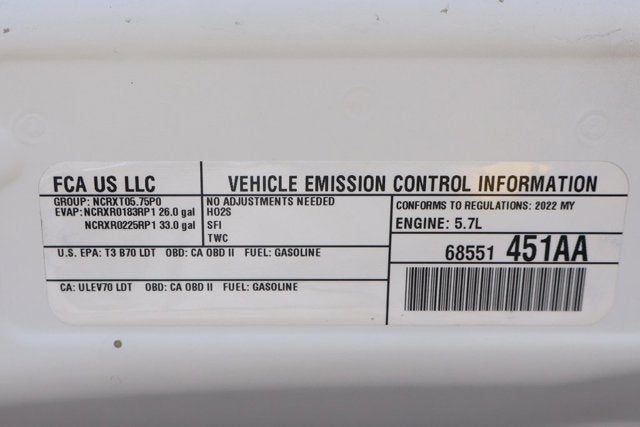 FCA US LLC
VEHICLE EMISSION CONTROL INFORMATION
GROUP: NCRXT05.75P0
EVAP: NCRXR0183RP1 26.0 gal
NCRXR0225RP1 33.0 gal
NO ADJUSTMENTS NEEDED
HO2S
SFI
TWC
CONFORMS TO REGULATIONS: 2022 MY
ENGINE: 5.7L
U.S. EPA: T3 B70 LDT OBD: CA OBD II FUEL: GASOLINE
68551 451AA
CA: ULEV70 LDT OBD: CA OBD II FUEL: GASOLINE